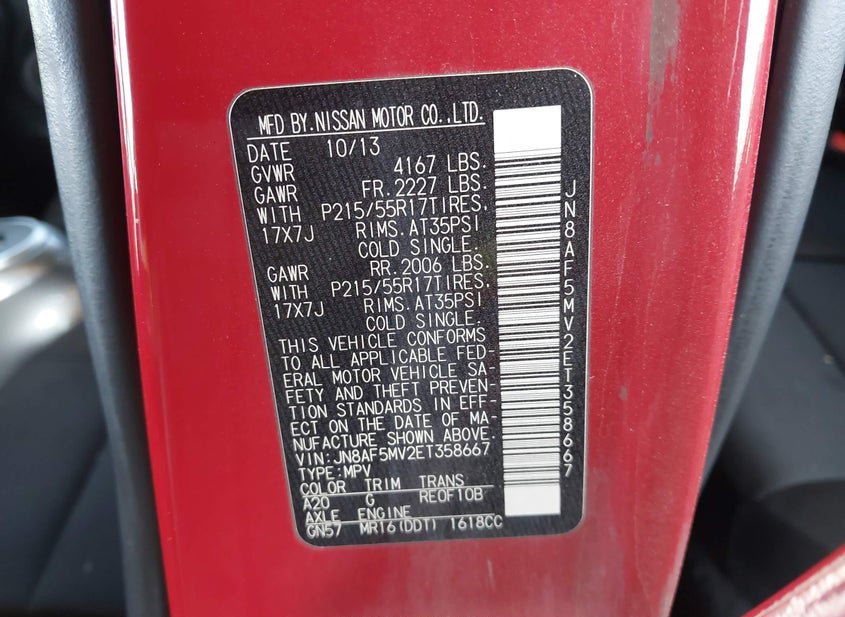 MFD BY.NISSAN MOTOR CO.,LTD.
DATE 10/13
GVWR 4167 LBS.
GAWR FR.2227 LBS.
WITH P215/55R17TIRES,
17X7J RIMS.AT35PSI
COLD SINGLE.
GAWR RR.2006 LBS.
WITH P215/55R17TIRES,
17X7J RIMS.AT35PSI
COLD SINGLE.
THIS VEHICLE CONFORMS
TO ALL APPLICABLE FED-
ERAL MOTOR VEHICLE SA-
FETY AND THEFT PREVEN-
TION STANDARDS IN EFF-
ECT ON THE DATE OF MA-
NUFACTURE SHOWN ABOVE.
VIN:JN8AF5MV2ET358667
TYPE:MPV
COLOR TRIM TRANS
A20 G RE0F10B
AXLE ENGINE
GN57 MR16(DDT) 1618CC
JN8AF5MV2ET358667